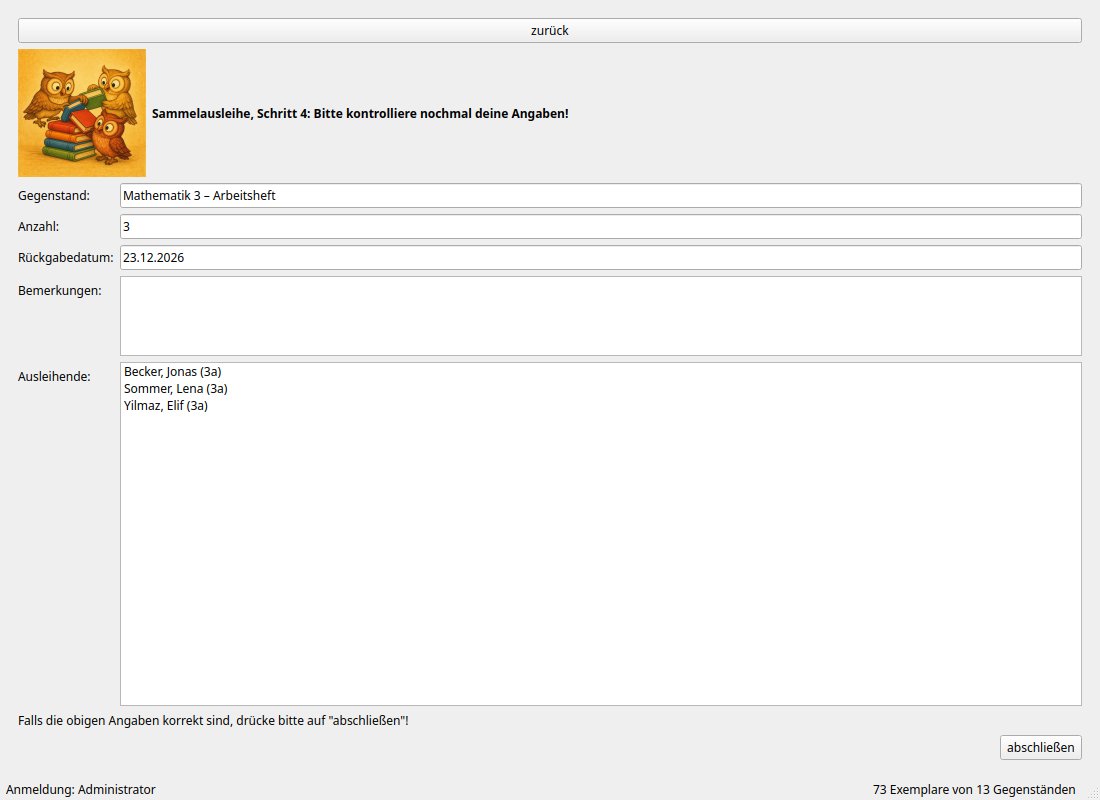 zurück
Sammelausleihe, Schritt 4: Bitte kontrolliere nochmal deine Angaben!
Gegenstand: Mathematik 3 – Arbeitsheft
Anzahl: 3
Rückgabedatum: 23.12.2026
Bemerkungen:
Ausleihende: Becker, Jonas (3a)
Sommer, Lena (3a)
Yilmaz, Elif (3a)
Falls die obigen Angaben korrekt sind, drücke bitte auf "abschließen"!
abschließen
Anmeldung: Administrator 73 Exemplare von 13 Gegenständen